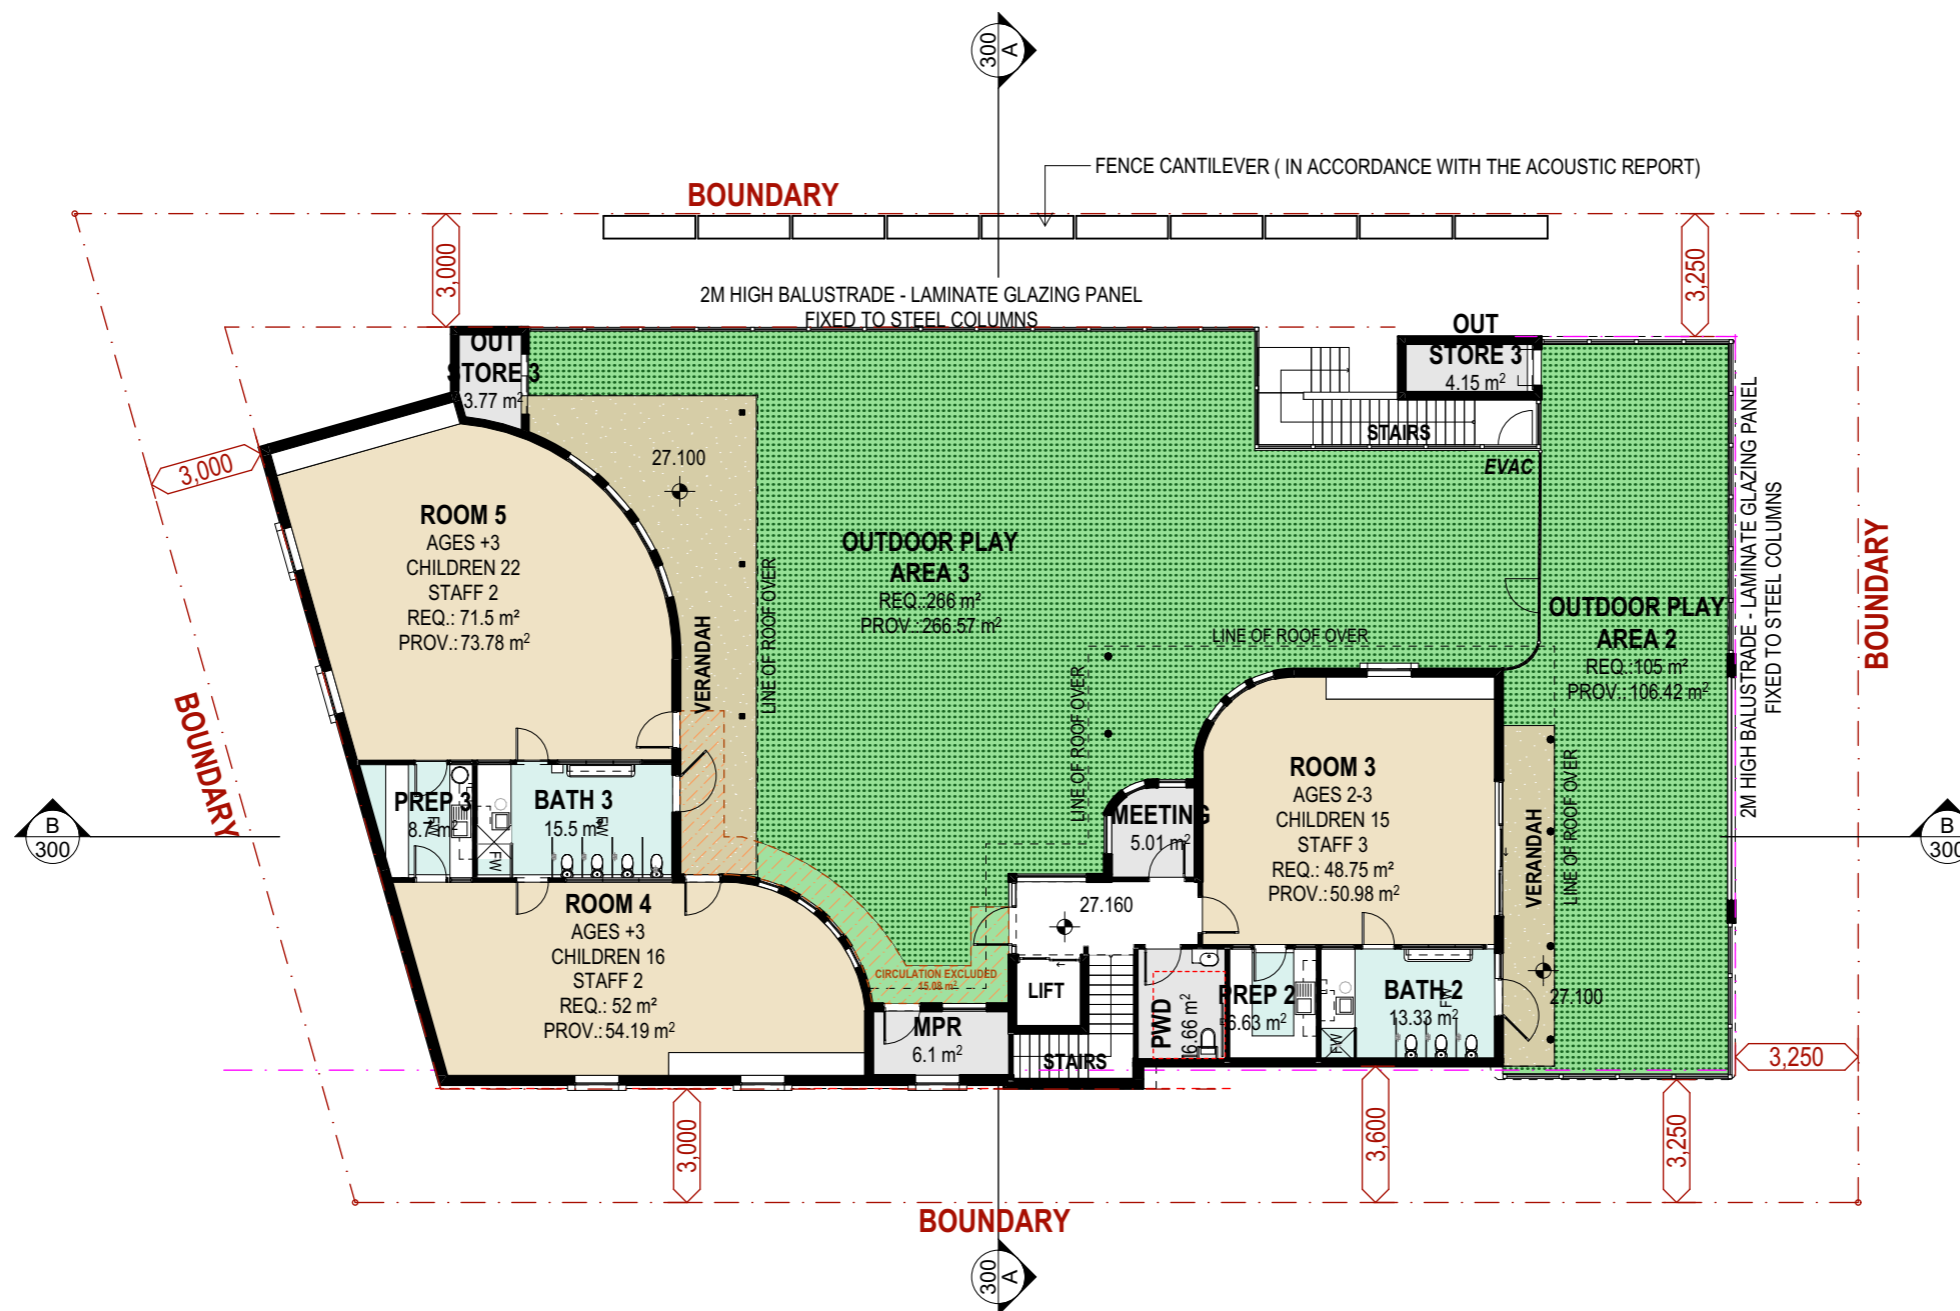 300
A
FENCE CANTILEVER ( IN ACCORDANCE WITH THE ACOUSTIC REPORT)
BOUNDARY
3,000
3,250
2M HIGH BALUSTRADE - LAMINATE GLAZING PANEL
FIXED TO STEEL COLUMNS
OUT
STORE 3
3.77 m²
OUT
STORE 3
4.15 m²
STAIRS
EVAC
3,000
27.100
ROOM 5
AGES +3
CHILDREN 22
STAFF 2
REQ.: 71.5 m²
PROV.: 73.78 m²
VERANDAH
LINE OF ROOF OVER
OUTDOOR PLAY
AREA 3
REQ.:266 m²
PROV.:266.57 m²
LINE OF ROOF OVER
LINE OF ROOF OVER
OUTDOOR PLAY
AREA 2
REQ.:105 m²
PROV.:106.42 m²
2M HIGH BALUSTRADE - LAMINATE GLAZING PANEL
FIXED TO STEEL COLUMNS
BOUNDARY
BOUNDARY
B
300
PREP 3
8.7 m²
FW
BATH 3
15.5 m²
FW
FW
MEETING
5.01 m²
ROOM 3
AGES 2-3
CHILDREN 15
STAFF 3
REQ.: 48.75 m²
PROV.: 50.98 m²
VERANDAH
LINE OF ROOF OVER
B
300
ROOM 4
AGES +3
CHILDREN 16
STAFF 2
REQ.: 52 m²
PROV.: 54.19 m²
27.160
CIRCULATION EXCLUDED
15.08 m²
LIFT
MPR
6.1 m²
STAIRS
PWD
6.66 m²
PREP 2
6.63 m²
BATH 2
13.33 m²
FW
FW
27.100
3,250
3,000
3,600
3,250
BOUNDARY
300
A